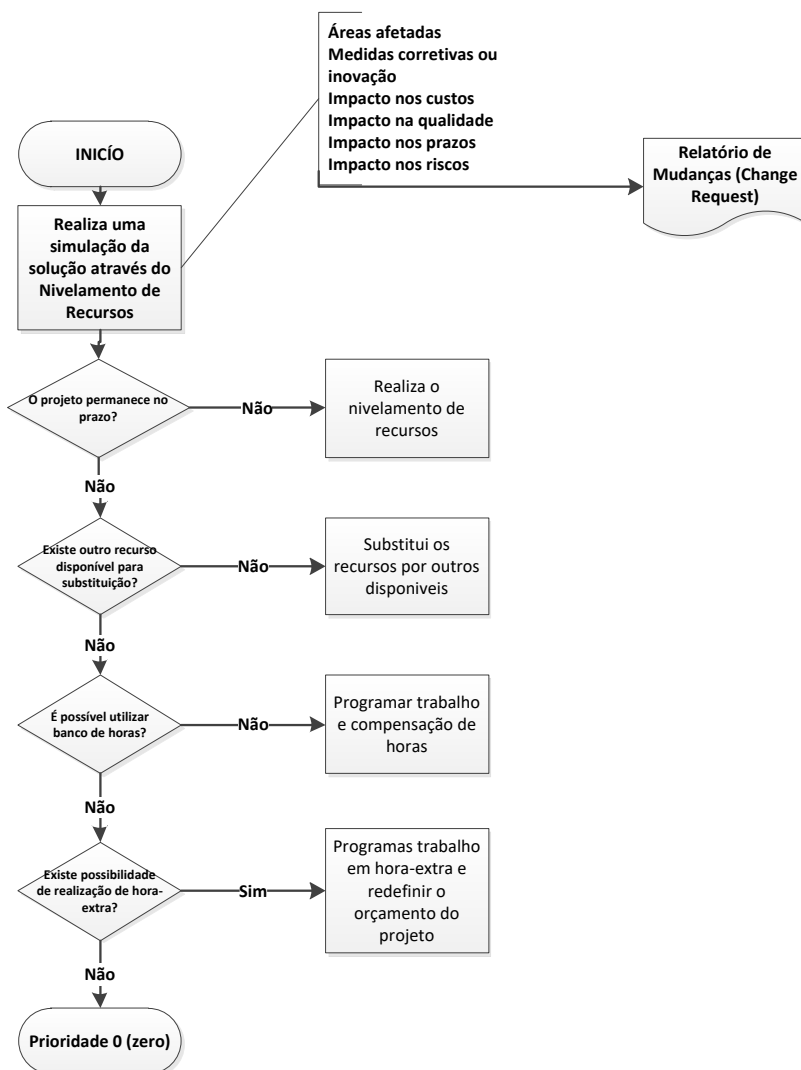 Áreas afetadas
Medidas corretivas ou
inovação
Impacto nos custos
Impacto na qualidade
Impacto nos prazos
Impacto nos riscos
Relatório de
Mudanças (Change
Request)
INICÍO
Realiza uma
simulação da
solução através do
Nivelamento de
Recursos
O projeto permanece no
prazo?
Não
Realiza o
nivelamento de
recursos
Não
Existe outro recurso
disponível para
substituição?
Não
Substitui os
recursos por outros
disponiveis
Não
É possível utilizar
banco de horas?
Não
Programar trabalho
e compensação de
horas
Não
Existe possibilidade
de realização de hora-
extra?
Sim
Programas trabalho
em hora-extra e
redefinir o
orçamento do
projeto
Não
Prioridade 0 (zero)